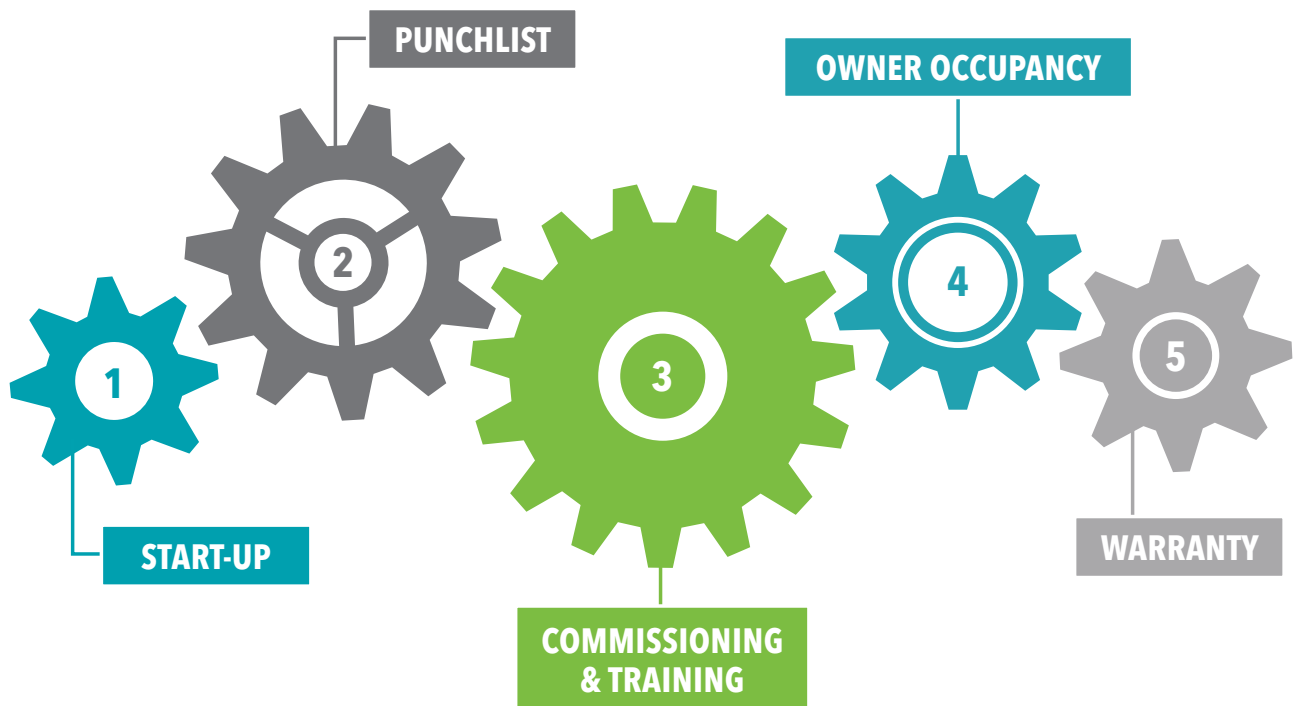 PUNCHLIST
OWNER OCCUPANCY
2
4
5
3
1
WARRANTY
START-UP
COMMISSIONING
& TRAINING